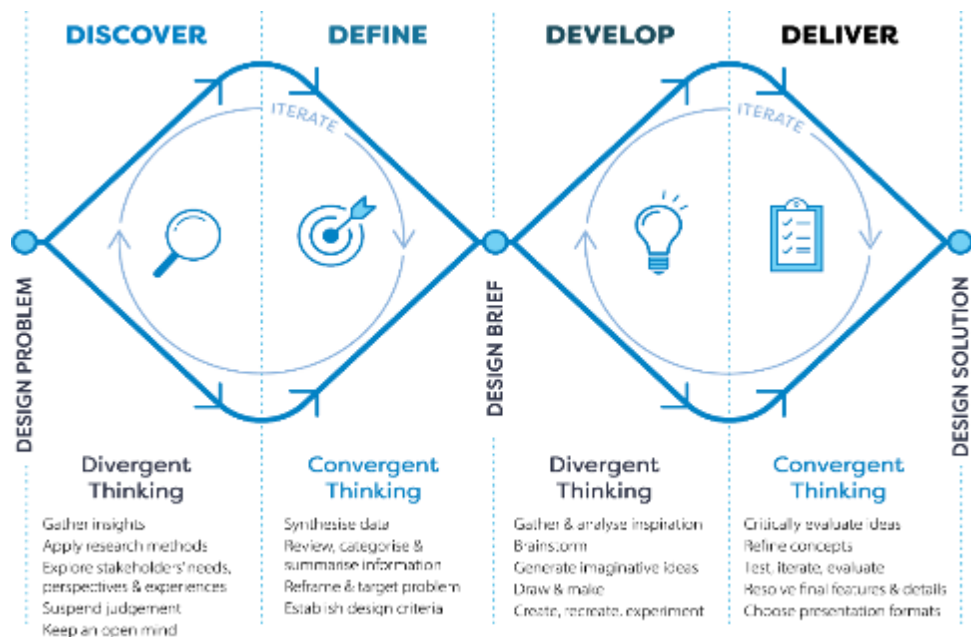 DISCOVER
DEFINE
DEVELOP
DELIVER
ITERATE
ITERATE
DESIGN PROBLEM
DESIGN BRIEF
DESIGN SOLUTION
Divergent
Thinking
Gather insights
Apply research methods
Explore stakeholders' needs,
perspectives & experiences
Suspend judgement
Keep an open mind
Convergent
Thinking
Synthesise data
Review, categorise &
summarise information
Reframe & target problem
Establish design criteria
Divergent
Thinking
Gather & analyse inspiration
Brainstorm
Generate imaginative ideas
Draw & make
Create, recreate, experiment
Convergent
Thinking
Critically evaluate ideas
Refine concepts
Test, iterate, evaluate
Resolve final features & details
Choose presentation formats